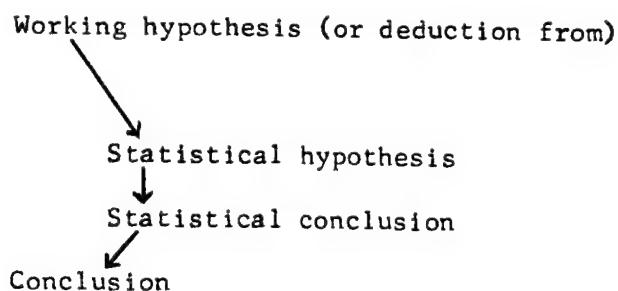 Working hypothesis (or deduction from)
Statistical hypothesis
Statistical conclusion
Conclusion